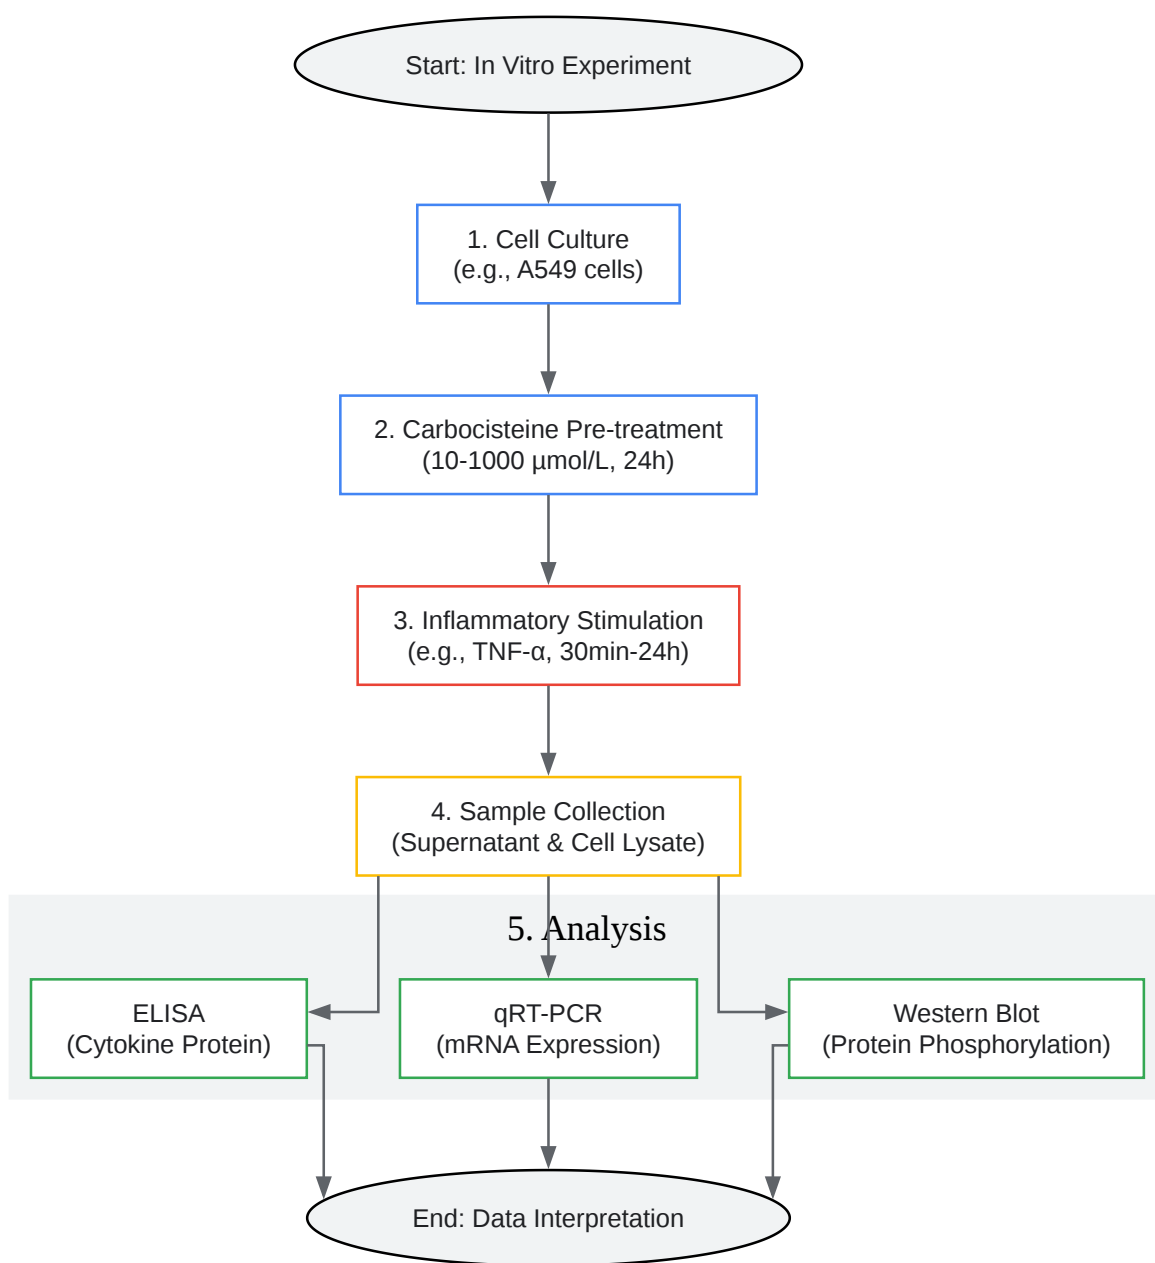 Start: In Vitro Experiment
1. Cell Culture
(e.g., A549 cells)
2. Carbocisteine Pre-treatment
(10-1000 µmol/L, 24h)
3. Inflammatory Stimulation
(e.g., TNF-α, 30min-24h)
4. Sample Collection
(Supernatant & Cell Lysate)
5. Analysis
ELISA
(Cytokine Protein)
qRT-PCR
(mRNA Expression)
Western Blot
(Protein Phosphorylation)
End: Data Interpretation